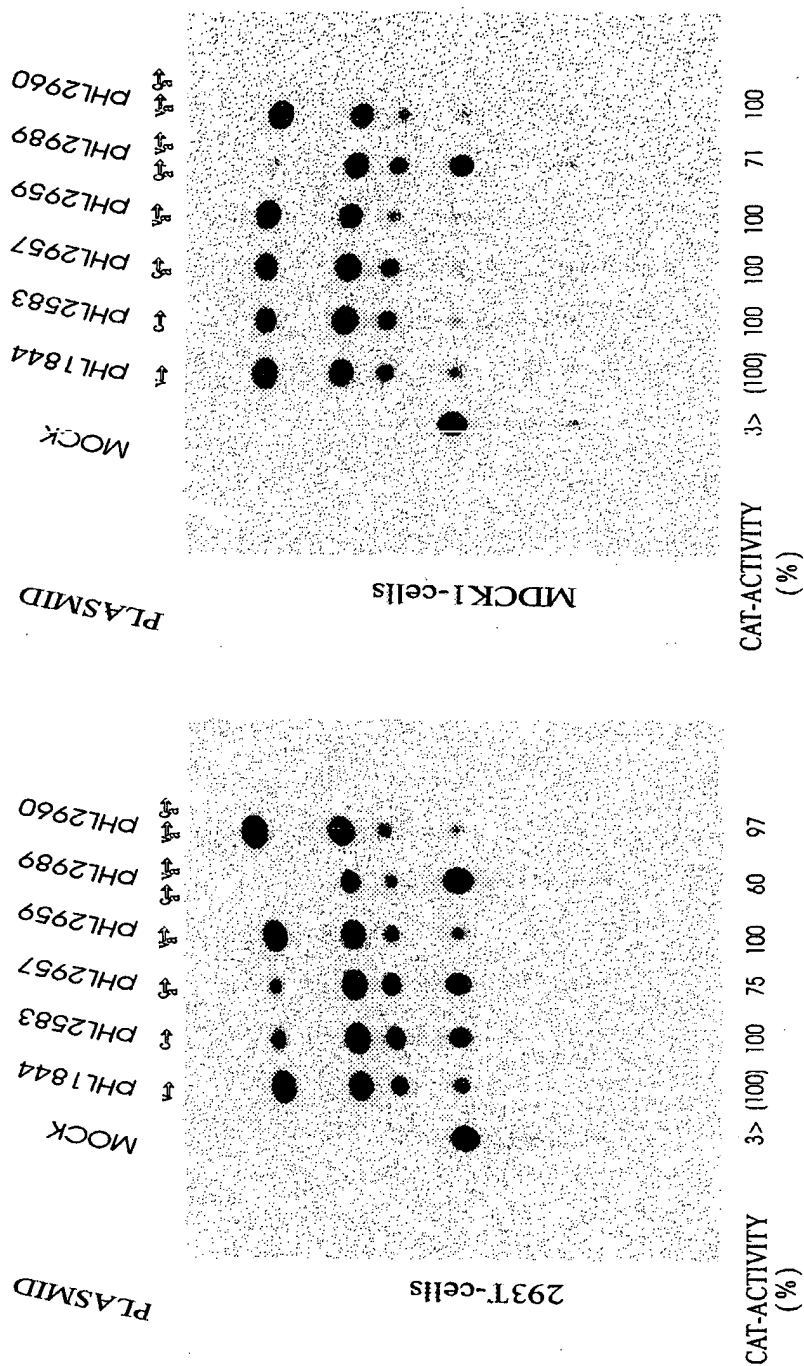 PLASMID
MOCK
pHL1844
pHL2583
pHL2957
pHL2959
pHL2989
pHL2960
MDCK1-cells
CAT-ACTIVITY
(%)
3> (100) 100 100 100 71 100
PLASMID
MOCK
pHL1844
pHL2583
pHL2957
pHL2959
pHL2989
pHL2960
293T-cells
CAT-ACTIVITY
(%)
3> (100) 100 75 100 60 97